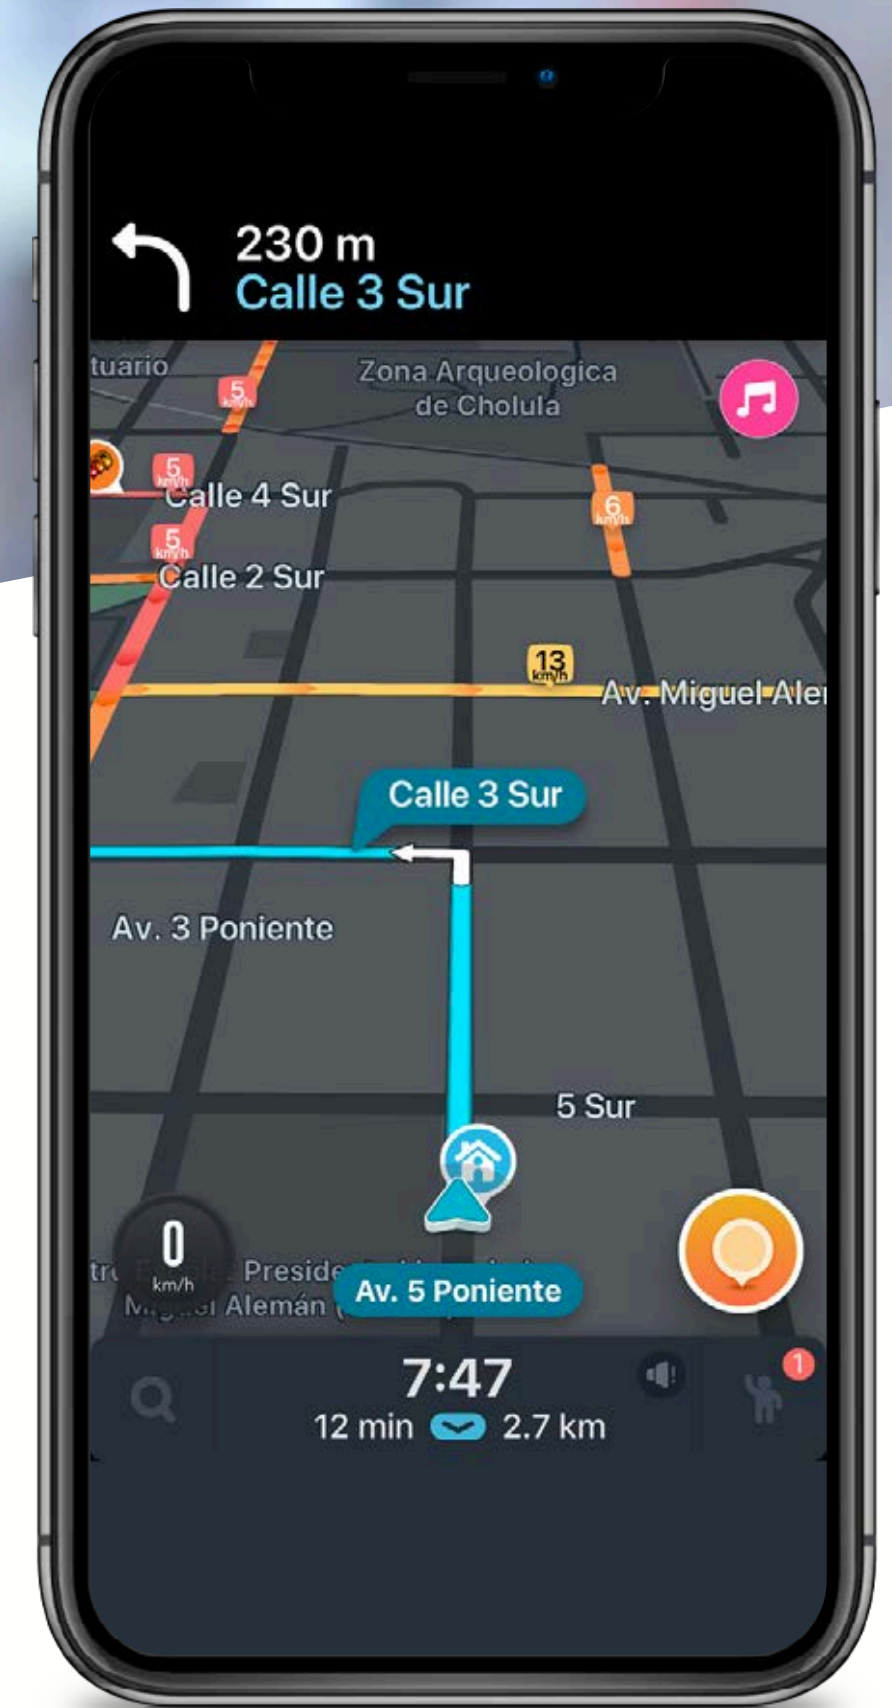 230 m
Calle 3 Sur
tuario
Zona Arqueologica
de Cholula
5
km/h
5
km/h
Calle 4 Sur
6
km/h
5
km/h
Calle 2 Sur
13
km/h
Av. Miguel Ale
Calle 3 Sur
Av. 3 Poniente
5 Sur
0
km/h
Preside
Alemán (
Av. 5 Poniente
7:47
1
12 min
2.7 km